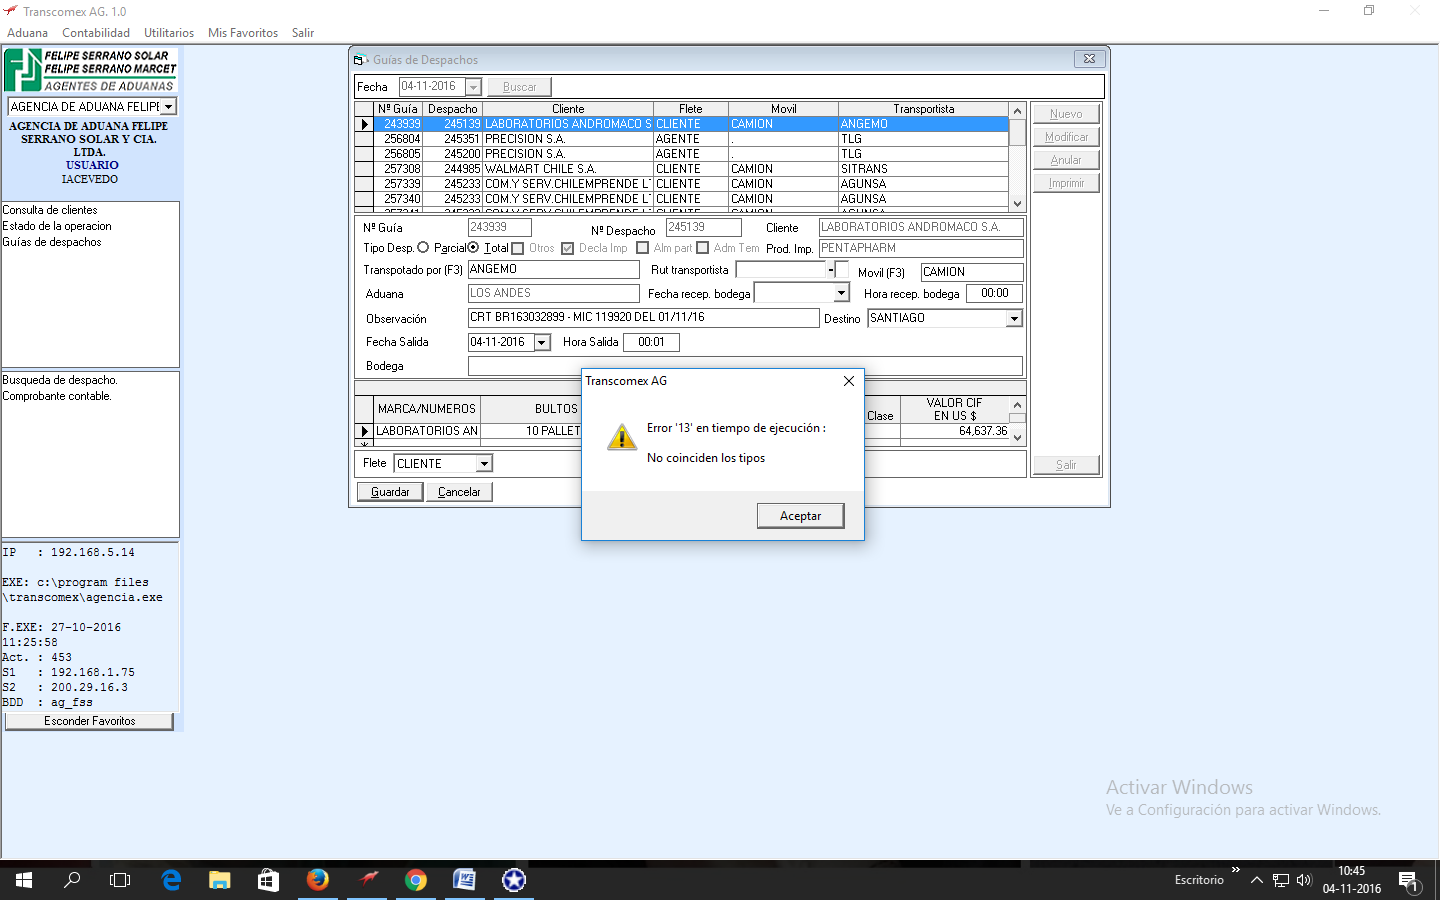 Transcomex AG. 1.0
Aduana Contabilidad Utilitarios Mis Favoritos Salir
FELIPE SERRANO SOLAR
FELIPE SERRANO MARCET
AGENTES DE ADUANAS
AGENCIA DE ADUANA FELIPE
AGENCIA DE ADUANA FELIPE
SERRANO SOLAR Y CIA.
LTDA.
USUARIO
IACEVEDO
Consulta de clientes
Estado de la operacion
Guías de despachos
Busqueda de despacho.
Comprobante contable.
IP : 192.168.5.14
EXE: c:\program files
\transcomex\agencia.exe
F.EXE: 27-10-2016
11:25:58
Act. : 453
S1 : 192.168.1.75
S2 : 200.29.16.3
BDD : ag_fss
Esconder Favoritos
Guías de Despachos
Fecha 04-11-2016 Buscar
Nº Guía Despacho Cliente Flete Movil Transportista
243939 245139 LABORATORIOS ANDROMACO S CLIENTE CAMION ANGEMO
256804 245351 PRECISION S.A. AGENTE . TLG
256805 245200 PRECISION S.A. AGENTE . TLG
257308 244985 WALMART CHILE S.A. CLIENTE CAMION SITRANS
257339 245233 COM.Y SERV.CHILEMPRENDE L CLIENTE CAMION AGUNSA
257340 245233 COM.Y SERV.CHILEMPRENDE L CLIENTE CAMION AGUNSA
257341 245233 COM.Y SERV.CHILEMPRENDE L CLIENTE CAMION AGUNSA
Nuevo
Modificar
Anular
Imprimir
Salir
Nº Guía 243939 Nº Despacho 245139 Cliente LABORATORIOS ANDROMACO S.A.
Tipo Desp. Parcial Total Otros Decla Imp Alm part Adm Tem Prod. Imp. PENTAPHARM
Transpotado por (F3) ANGEMO Rut transportista - Movil (F3) CAMION
Aduana LOS ANDES Fecha recep. bodega Hora recep. bodega 00:00
Observación CRT BR163032899 - MIC 119920 DEL 01/11/16 Destino SANTIAGO
Fecha Salida 04-11-2016 Hora Salida 00:01
Bodega
MARCA/NUMEROS BULTOS Clase VALOR CIF
EN US $
LABORATORIOS AN 10 PALLET 64,637.36
Flete CLIENTE
Guardar Cancelar
Transcomex AG
Error '13' en tiempo de ejecución :
No coinciden los tipos
Aceptar
Activar Windows
Ve a Configuración para activar Windows.
Escritorio »
10:45
04-11-2016
1